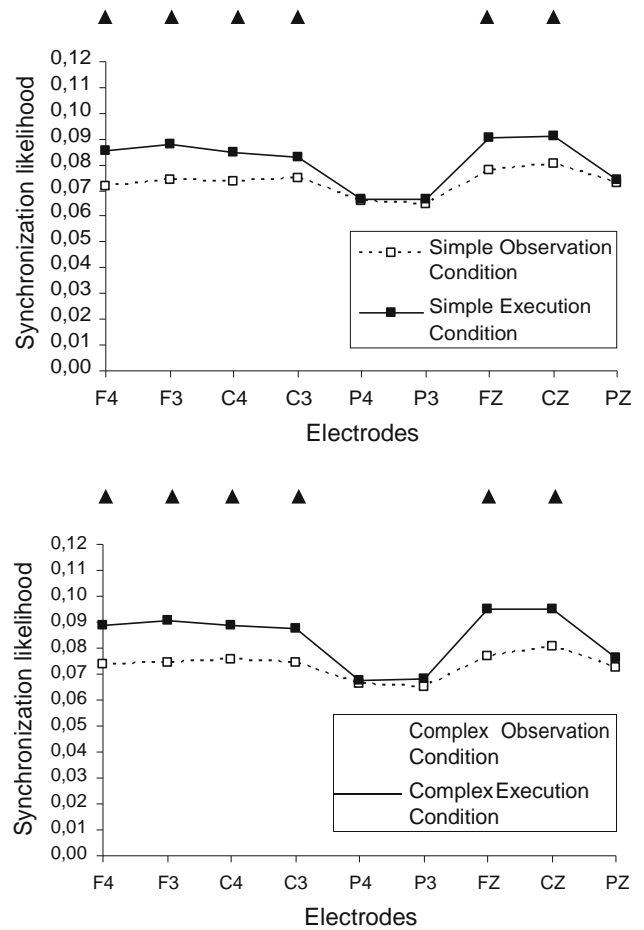 ▲ ▲ ▲ ▲ ▲ ▲
0,12
0,11
0,10
0,09
0,08
0,07
0,06
0,05
0,04
0,03
0,02
0,01
0,00
Synchronization likelihood
Simple Observation
Condition
Simple Execution
Condition
F4 F3 C4 C3 P4 P3 FZ CZ PZ
Electrodes
▲ ▲ ▲ ▲ ▲ ▲
0,12
0,11
0,10
0,09
0,08
0,07
0,06
0,05
0,04
0,03
0,02
0,01
0,00
Synchronization likelihood
Complex Observation
Condition
Complex Execution
Condition
F4 F3 C4 C3 P4 P3 FZ CZ PZ
Electrodes